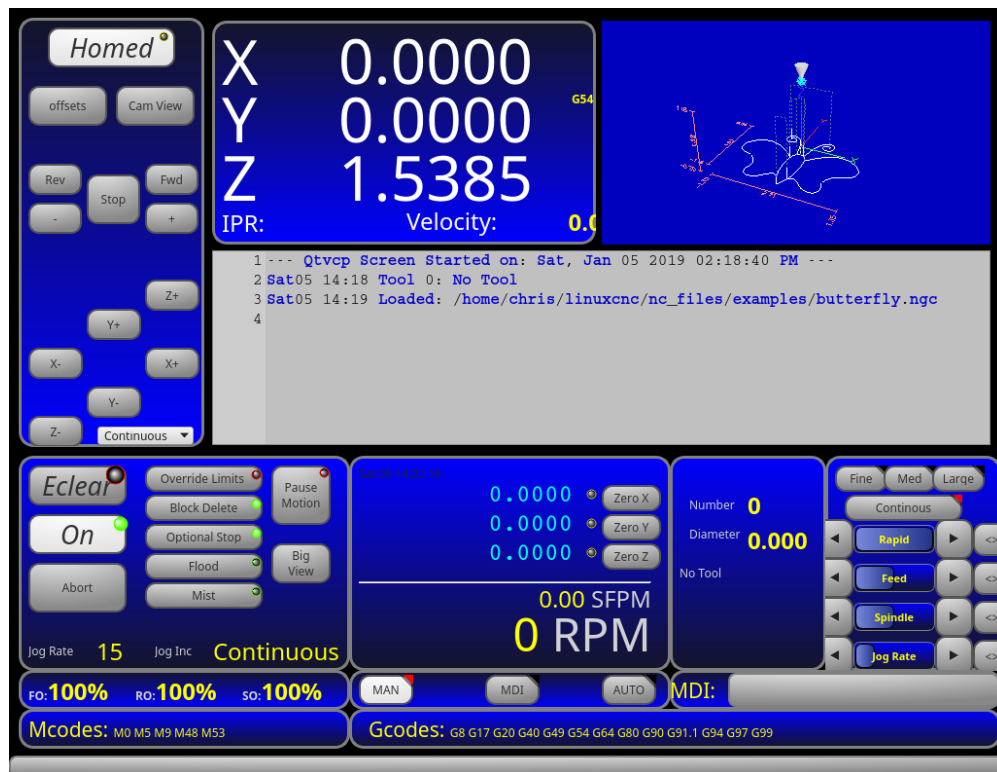 Homed
offsets Cam View
Rev Stop Fwd
- +
Z+
Y+
X- X+
Y-
Z- Continuous
X 0.0000
G54
Y 0.0000
Z 1.5385
IPR: Velocity: 0.0
1 --- Qtvcp Screen Started on: Sat, Jan 05 2019 02:18:40 PM ---
2 Sat05 14:18 Tool 0: No Tool
3 Sat05 14:19 Loaded: /home/chris/linuxcnc/nc_files/examples/butterfly.ngc
4
Eclear
On
Abort
Override Limits
Block Delete
Optional Stop
Flood
Mist
Pause
Motion
Big
View
Jog Rate 15 Jog Inc Continuous
0.0000 Zero X
0.0000 Zero Y
0.0000 Zero Z
0.00 SFPM
0 RPM
Number 0
Diameter 0.000
No Tool
Fine Med Large
Continous
Rapid <>
Feed <>
Spindle <>
Jog Rate <>
FO:100% RO:100% SO:100%
MAN MDI AUTO MDI:
Mcodes: M0 M5 M9 M48 M53
Gcodes: G8 G17 G20 G40 G49 G54 G64 G80 G90 G91.1 G94 G97 G99